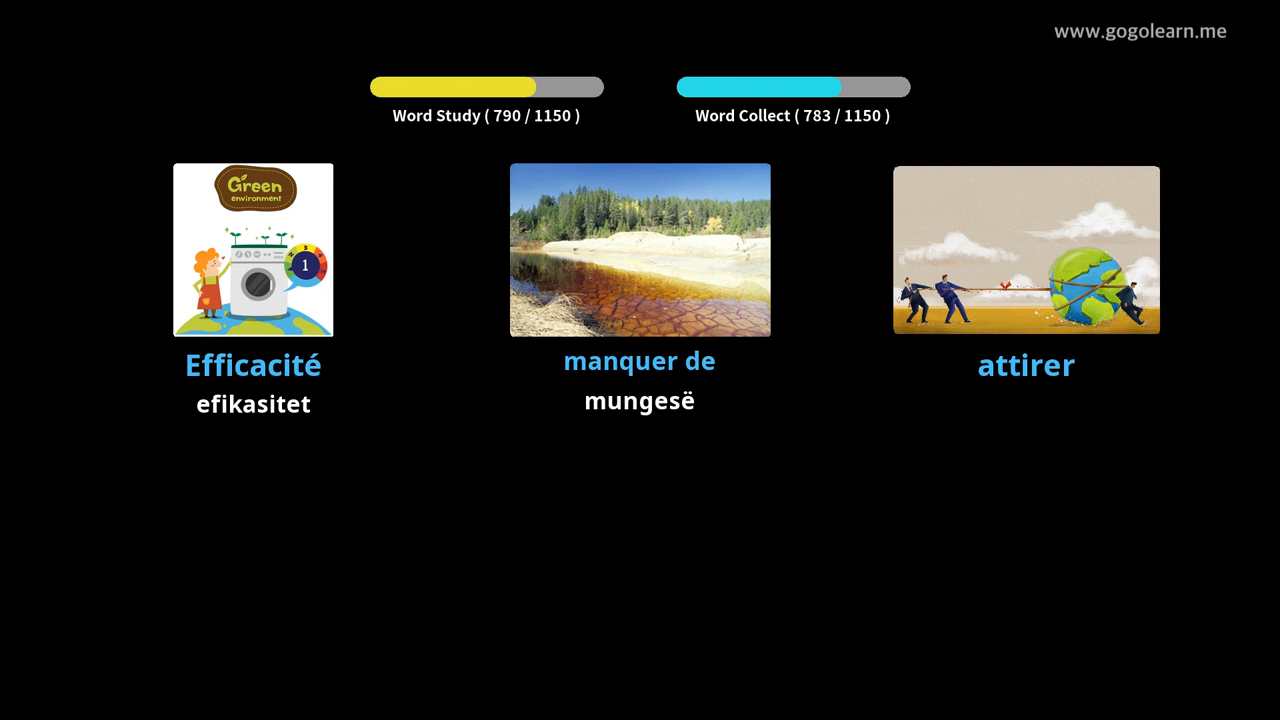 www.gogolearn.me
Word Study ( 790 / 1150 )
Word Collect ( 783 / 1150 )
Green
environment
3
1
Efficacité
efikasitet
manquer de
mungesë
attirer